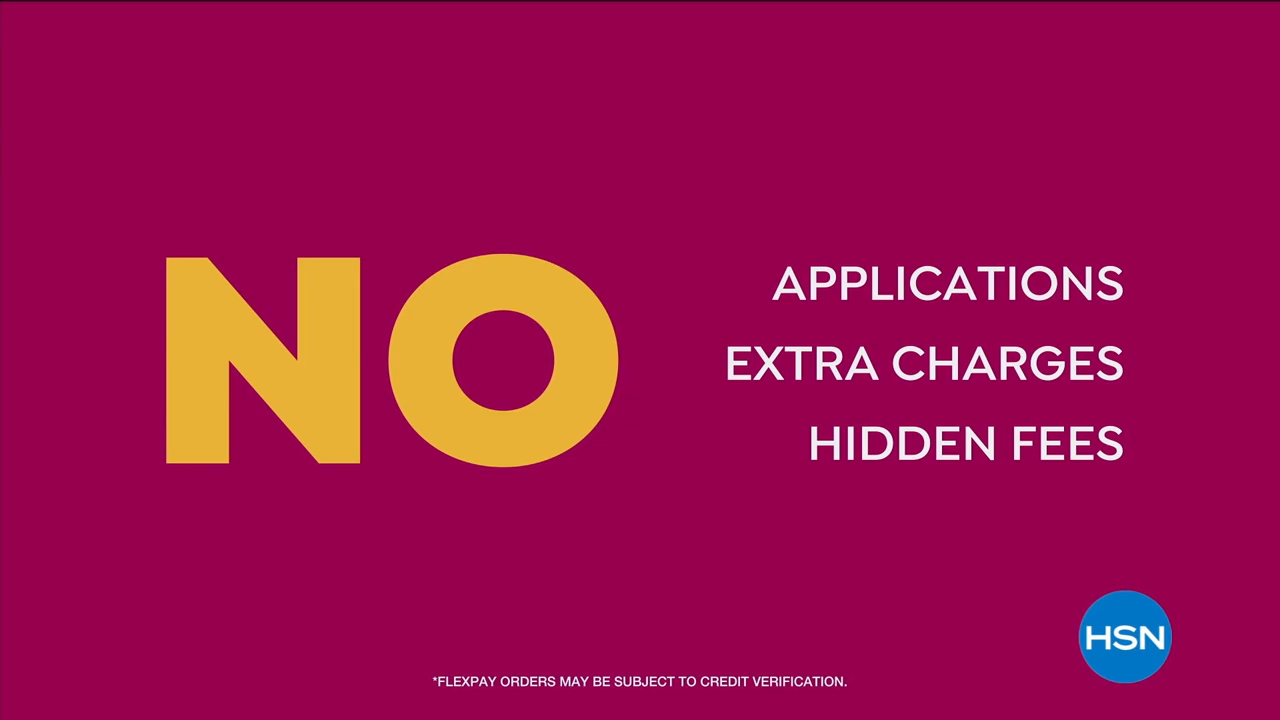 NO
APPLICATIONS
EXTRA CHARGES
HIDDEN FEES
HSN
*FLEXPAY ORDERS MAY BE SUBJECT TO CREDIT VERIFICATION.